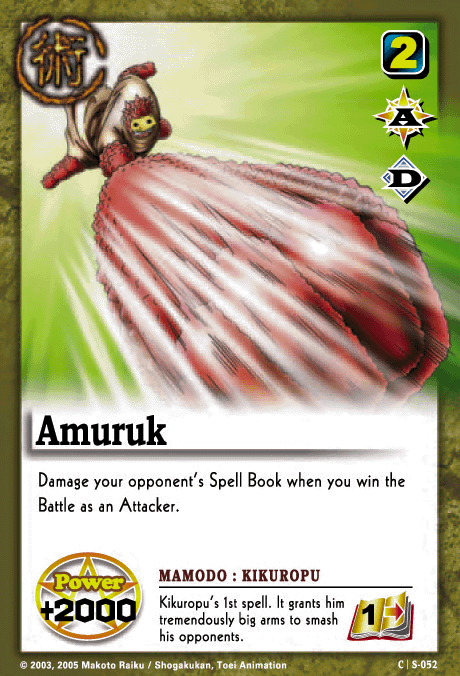 術
2
A
D
Amuruk
Damage your opponent's Spell Book when you win the
Battle as an Attacker.
Power
+2000
MAMODO : KIKUROPU
Kikuropu's 1st spell. It grants him
tremendously big arms to smash
his opponents.
1
© 2003, 2005 Makoto Raiku / Shogakukan, Toei Animation
C | S-052